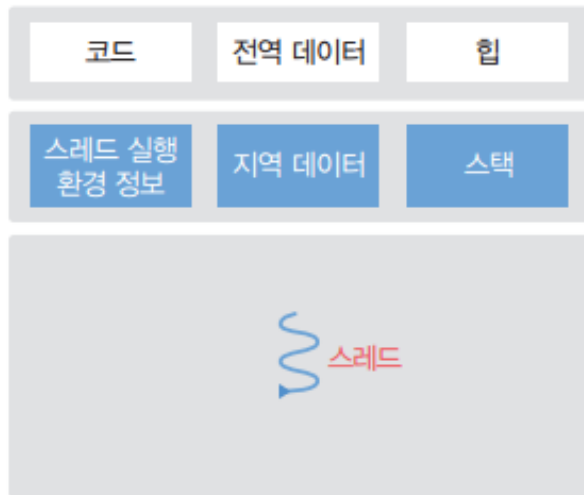 코드 전역 데이터 힙
스레드 실행
환경 정보
지역 데이터 스택
스레드